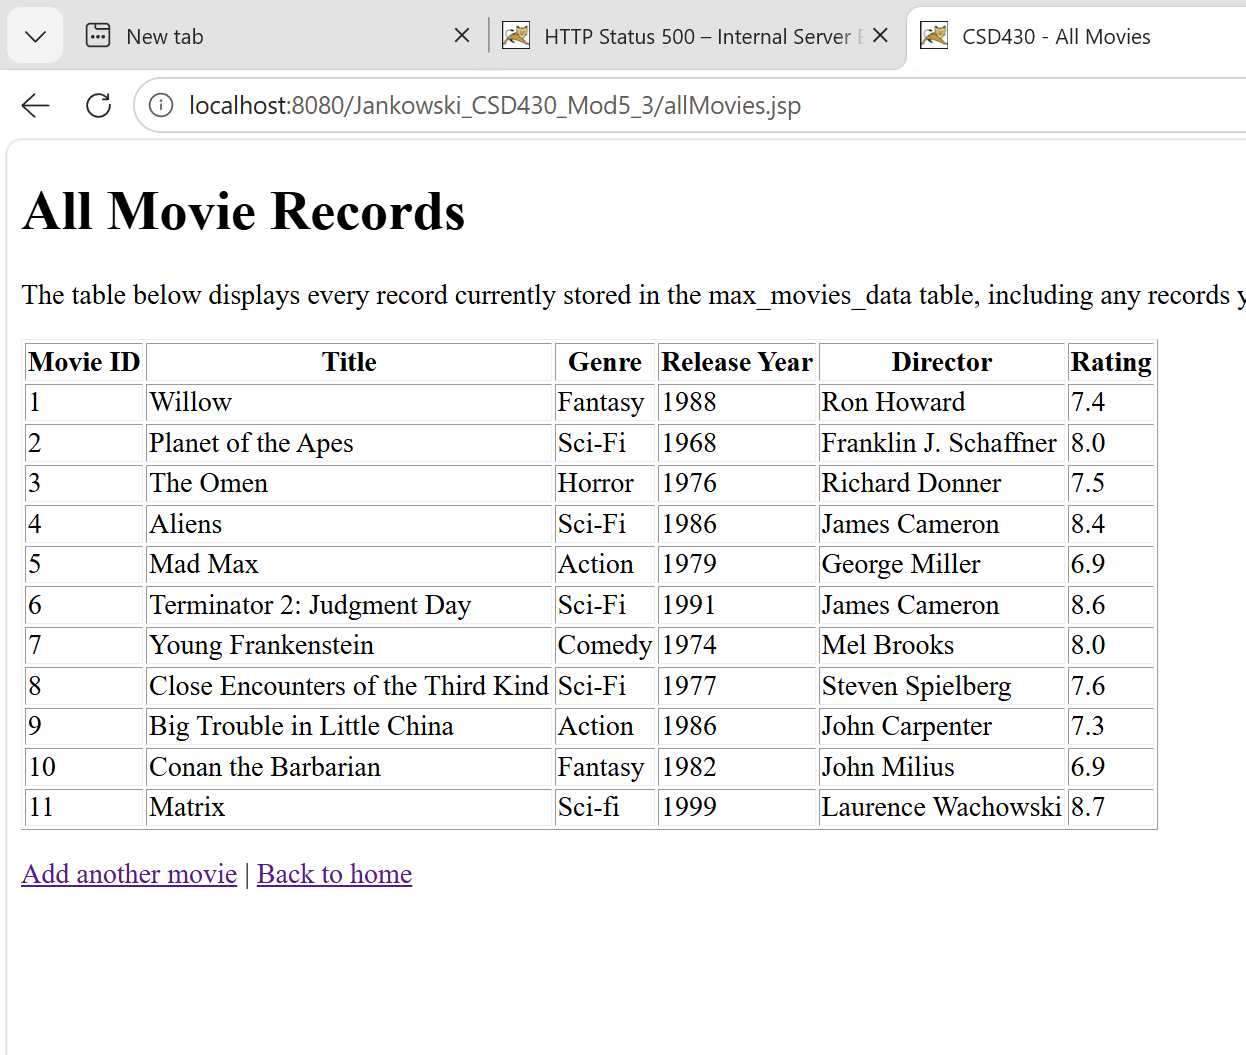 New tab
HTTP Status 500 – Internal Server E
CSD430 - All Movies
localhost:8080/Jankowski_CSD430_Mod5_3/allMovies.jsp
All Movie Records
The table below displays every record currently stored in the max_movies_data table, including any records y
Movie ID Title Genre Release Year Director Rating
1 Willow Fantasy 1988 Ron Howard 7.4
2 Planet of the Apes Sci-Fi 1968 Franklin J. Schaffner 8.0
3 The Omen Horror 1976 Richard Donner 7.5
4 Aliens Sci-Fi 1986 James Cameron 8.4
5 Mad Max Action 1979 George Miller 6.9
6 Terminator 2: Judgment Day Sci-Fi 1991 James Cameron 8.6
7 Young Frankenstein Comedy 1974 Mel Brooks 8.0
8 Close Encounters of the Third Kind Sci-Fi 1977 Steven Spielberg 7.6
9 Big Trouble in Little China Action 1986 John Carpenter 7.3
10 Conan the Barbarian Fantasy 1982 John Milius 6.9
11 Matrix Sci-fi 1999 Laurence Wachowski 8.7
Add another movie | Back to home